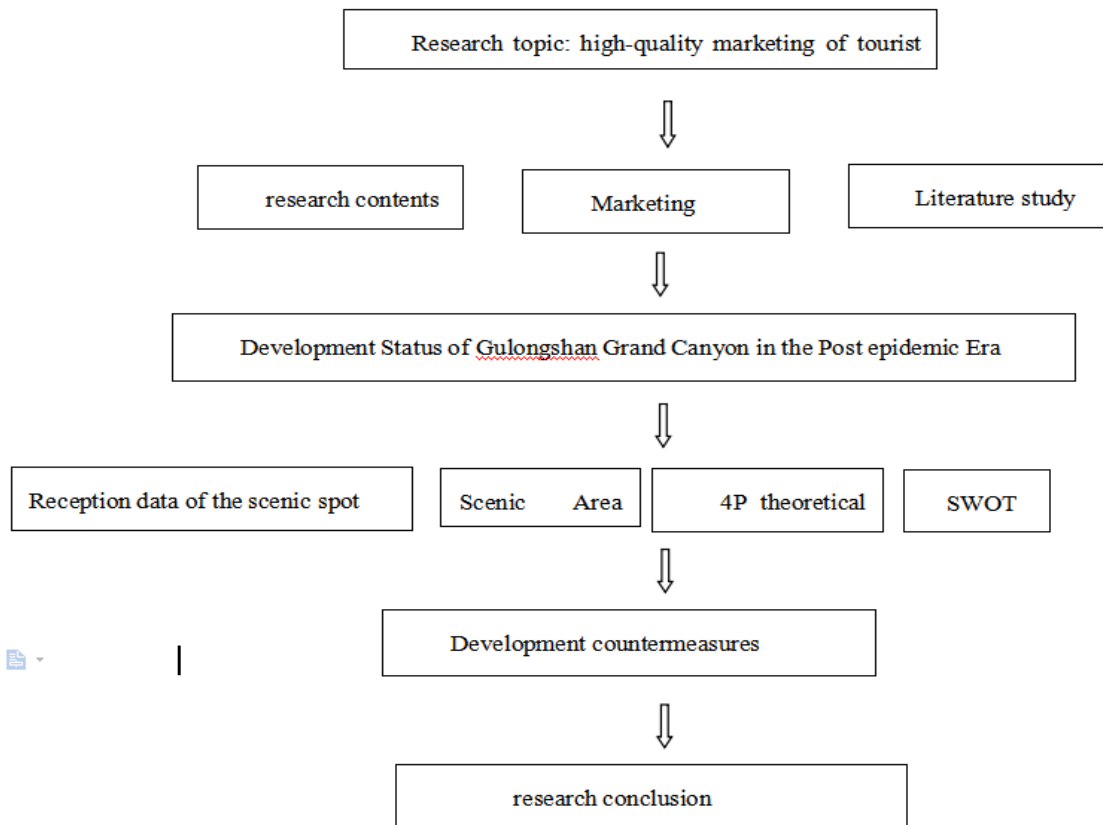 Research topic: high-quality marketing of tourist
research contents
Marketing
Literature study
Development Status of Gulongshan Grand Canyon in the Post epidemic Era
Reception data of the scenic spot
Scenic Area
4P theoretical
SWOT
Development countermeasures
research conclusion